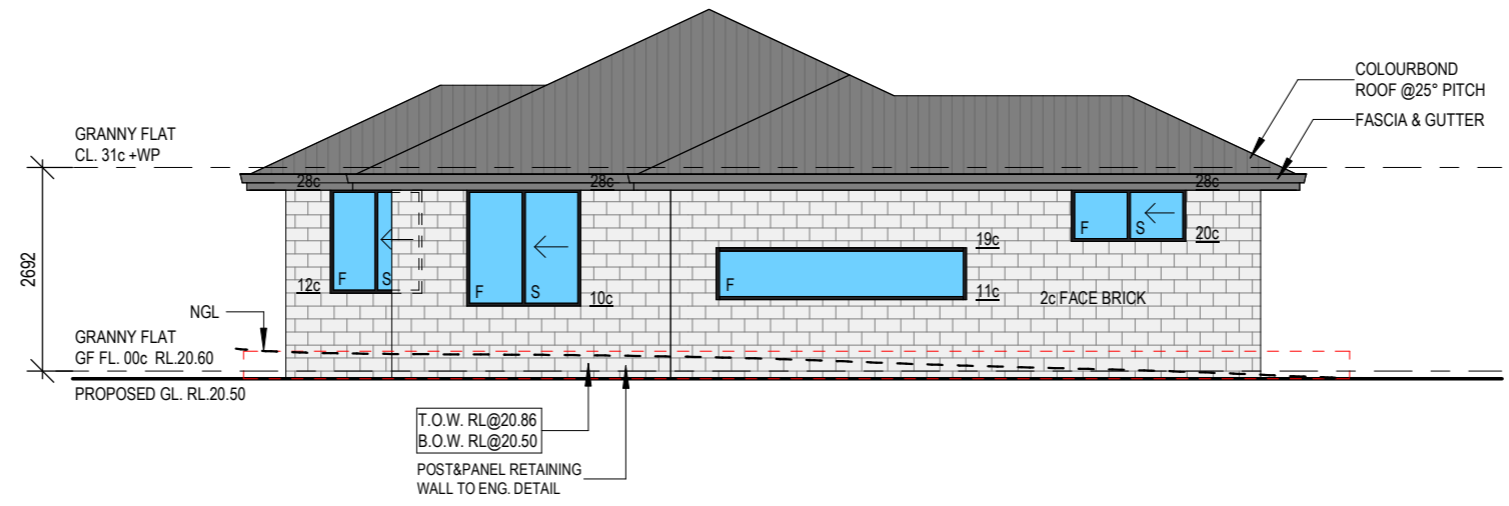 COLOURBOND
ROOF @25° PITCH
FASCIA & GUTTER
GRANNY FLAT
CL. 31c +WP
28c
28c
28c
F
S
12c
F
S
10c
F
19c
11c
F
S
20c
2c FACE BRICK
2692
NGL
GRANNY FLAT
GF FL. 00c RL.20.60
PROPOSED GL. RL.20.50
T.O.W. RL@20.86
B.O.W. RL@20.50
POST&PANEL RETAINING
WALL TO ENG. DETAIL